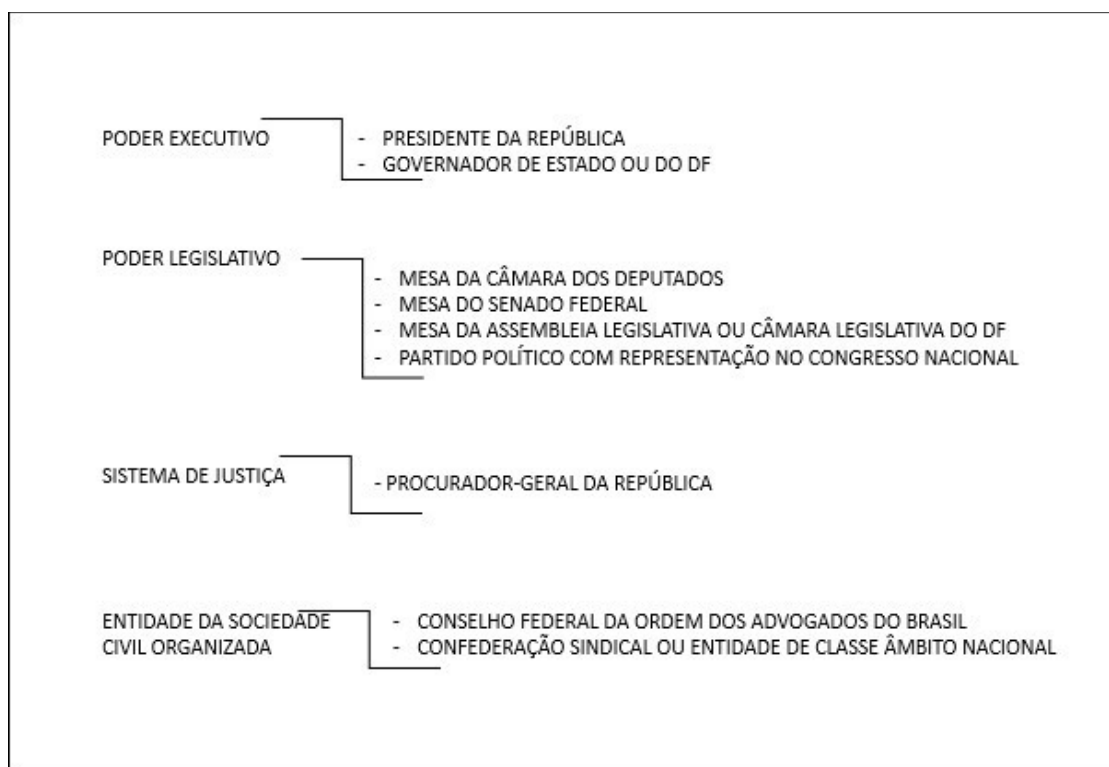 PODER EXECUTIVO
- PRESIDENTE DA REPÚBLICA
- GOVERNADOR DE ESTADO OU DO DF
PODER LEGISLATIVO
- MESA DA CÂMARA DOS DEPUTADOS
- MESA DO SENADO FEDERAL
- MESA DA ASSEMBLEIA LEGISLATIVA OU CÂMARA LEGISLATIVA DO DF
- PARTIDO POLÍTICO COM REPRESENTAÇÃO NO CONGRESSO NACIONAL
SISTEMA DE JUSTIÇA
- PROCURADOR-GERAL DA REPÚBLICA
ENTIDADE DA SOCIEDADE
CIVIL ORGANIZADA
- CONSELHO FEDERAL DA ORDEM DOS ADVOGADOS DO BRASIL
- CONFEDERAÇÃO SINDICAL OU ENTIDADE DE CLASSE ÂMBITO NACIONAL